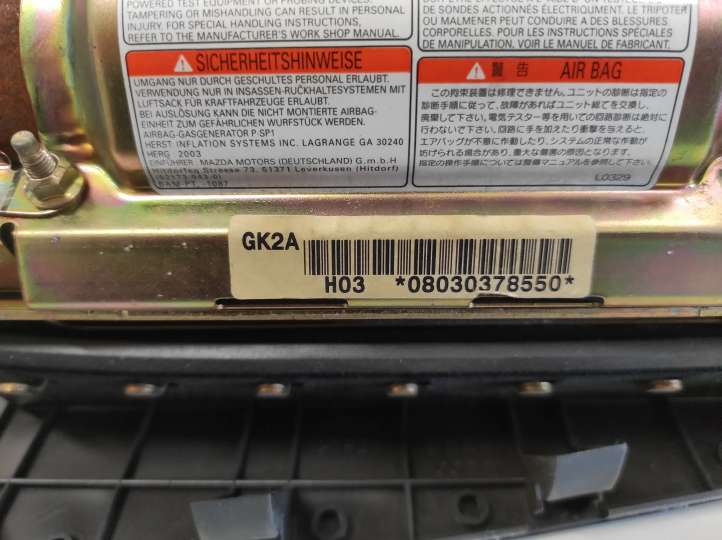 POWERED TEST EQUIPMENT OR PROBING DEVICES.
TAMPERING OR MISHANDLING CAN RESULT IN PERSONAL
INJURY. FOR SPECIAL HANDLING INSTRUCTIONS,
REFER TO THE MANUFACTURER'S WORK SHOP MANUAL.
DE SONDES ACTIONNÉES ÉLECTRIQUEMENT. LE TRIPOTER
OU MALMENER PEUT CONDUIRE A DES BLESSURES
CORPORELLES. POUR LES INSTRUCTIONS SPÉCIALES
DE MANIPULATION. VOIR LE MANUEL DE FABRICANT.
SICHERHEITSHINWEISE
UMGANG NUR DURCH GESCHULTES PERSONAL ERLAUBT.
VERWENDUNG NUR IN INSASSEN-RÜCKHALTESYSTEMEN MIT
LUFTSACK FÜR KRAFTFAHRZEUGE ERLAUBT.
BEI AUSLÖSUNG KANN DIE NICHT MONTIERTE AIRBAG-
EINHEIT ZUM GEFÄHRLICHEN WURFSTÜCK WERDEN.
AIRBAG-GASGENERATOR P-SP1
HERST INFLATION SYSTEMS INC. LAGRANGE GA 30240
HERG 2003
EINFÜHRER MAZDA MOTORS (DEUTSCHLAND) G.m.b.H
Hitdorfen Strasse 73, 51371 Leverkusen (Hitdorf)
BAM-PT -1087
警告 AIR BAG
この拘束装置は修理できません。ユニットの診断は指定の
診断手順に従って、故障があればユニット総てを交換し、
廃棄して下さい。電気テスター等を用いての回路診断は絶対に
行わないで下さい。回路に手を加えたり衝撃を与えると、
エアバッグが不意に作動したり、システムの正常な作動が
妨げられる場合があり、重大な傷害の原因となります。
指定の操作手順については整備マニュアルを参照して下さい。
L0329
GK2A
H03 *08030378550*